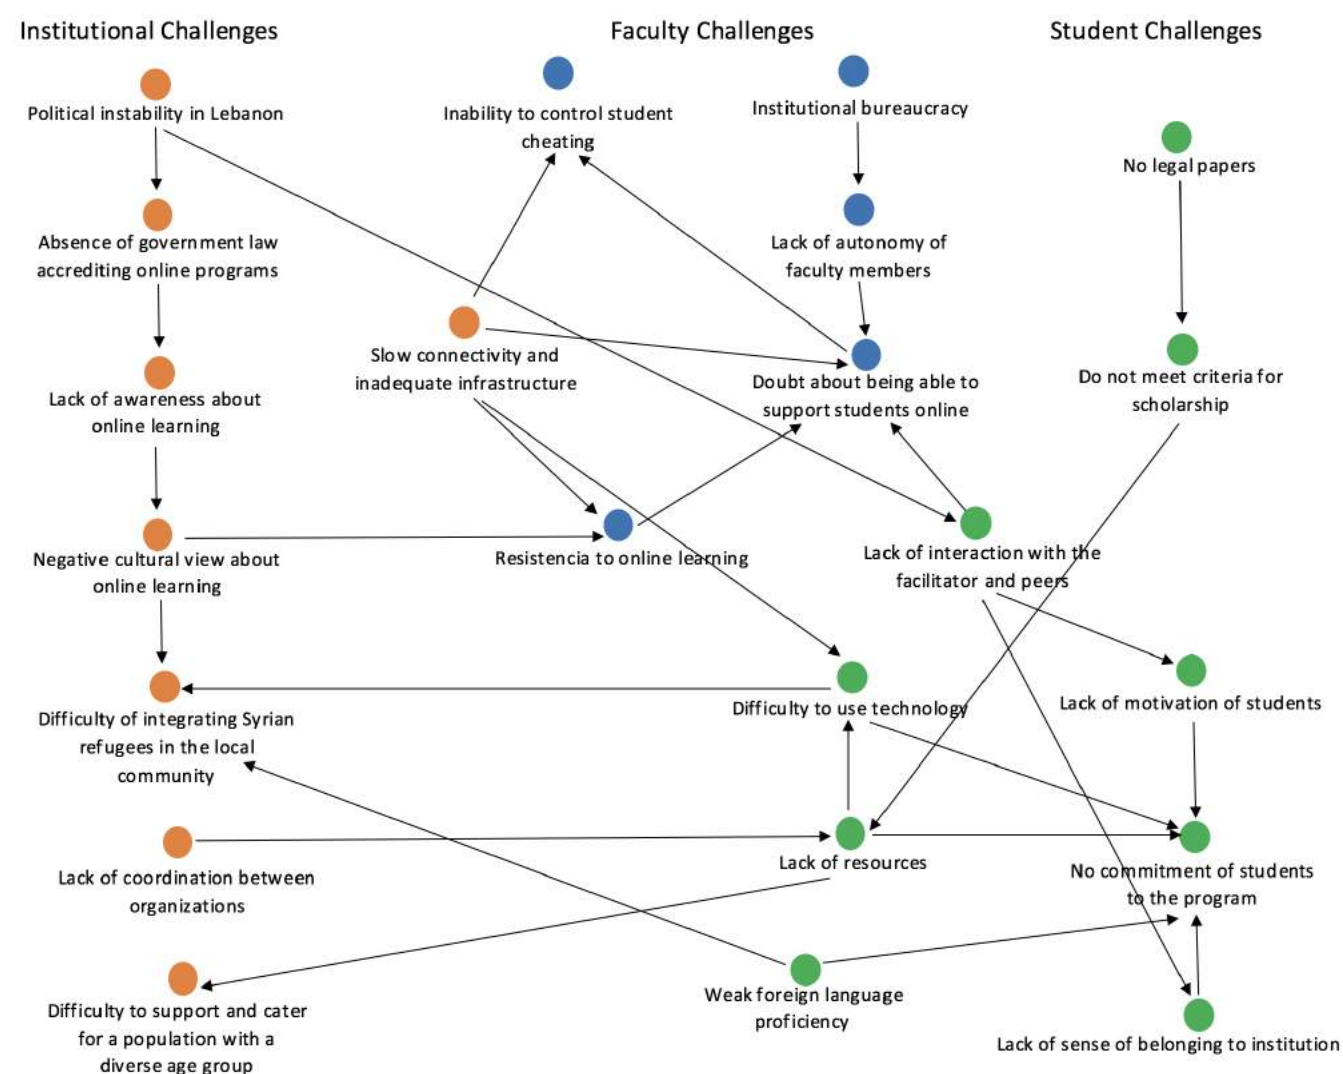 Institutional Challenges
Faculty Challenges
Student Challenges
Political instability in Lebanon
Absence of government law
accrediting online programs
Lack of awareness about
online learning
Negative cultural view about
online learning
Difficulty of integrating Syrian
refugees in the local
community
Lack of coordination between
organizations
Difficulty to support and cater
for a population with a
diverse age group
Inability to control student
cheating
Institutional bureaucracy
Lack of autonomy of
faculty members
Slow connectivity and
inadequate infrastructure
Doubt about being able to
support students online
Resistencia to online learning
No legal papers
Do not meet criteria for
scholarship
Lack of interaction with the
facilitator and peers
Difficulty to use technology
Lack of motivation of students
Lack of resources
No commitment of students
to the program
Weak foreign language
proficiency
Lack of sense of belonging to institution